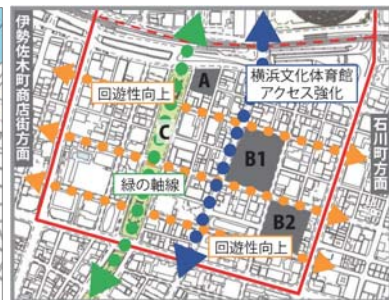 伊勢佐木町商店街方面
回遊性向上
A
横浜文化体育館
アクセス強化
石川町方面
C
B1
緑の軸線
B2
回遊性向上